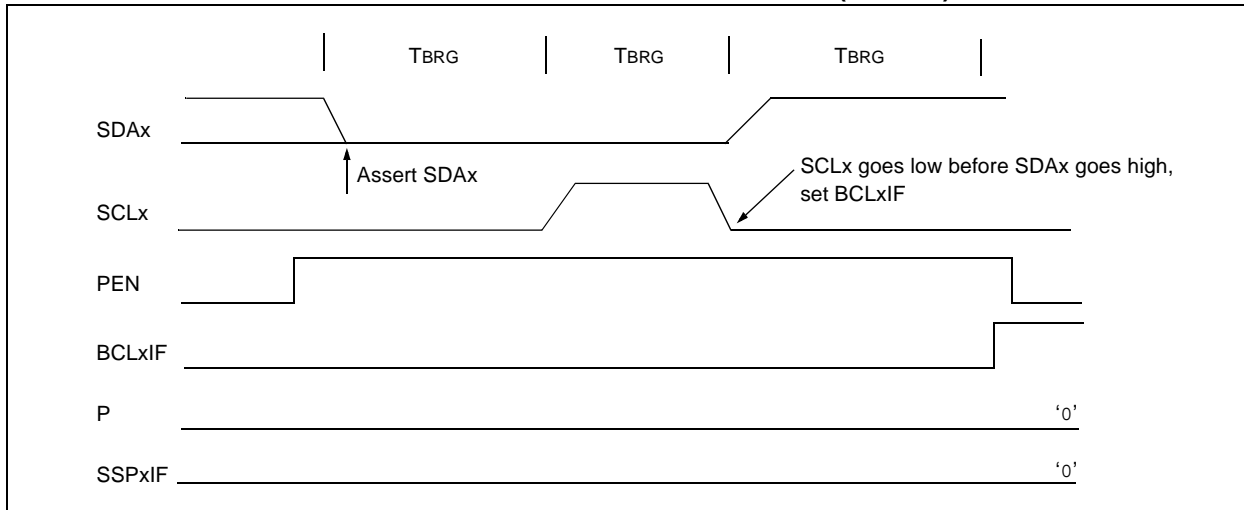 TBRG TBRG TBRG
SDAx
Assert SDAx
SCLx goes low before SDAx goes high,
set BCLxIF
SCLx
PEN
BCLxIF
P
‘0’
SSPxIF
‘0’